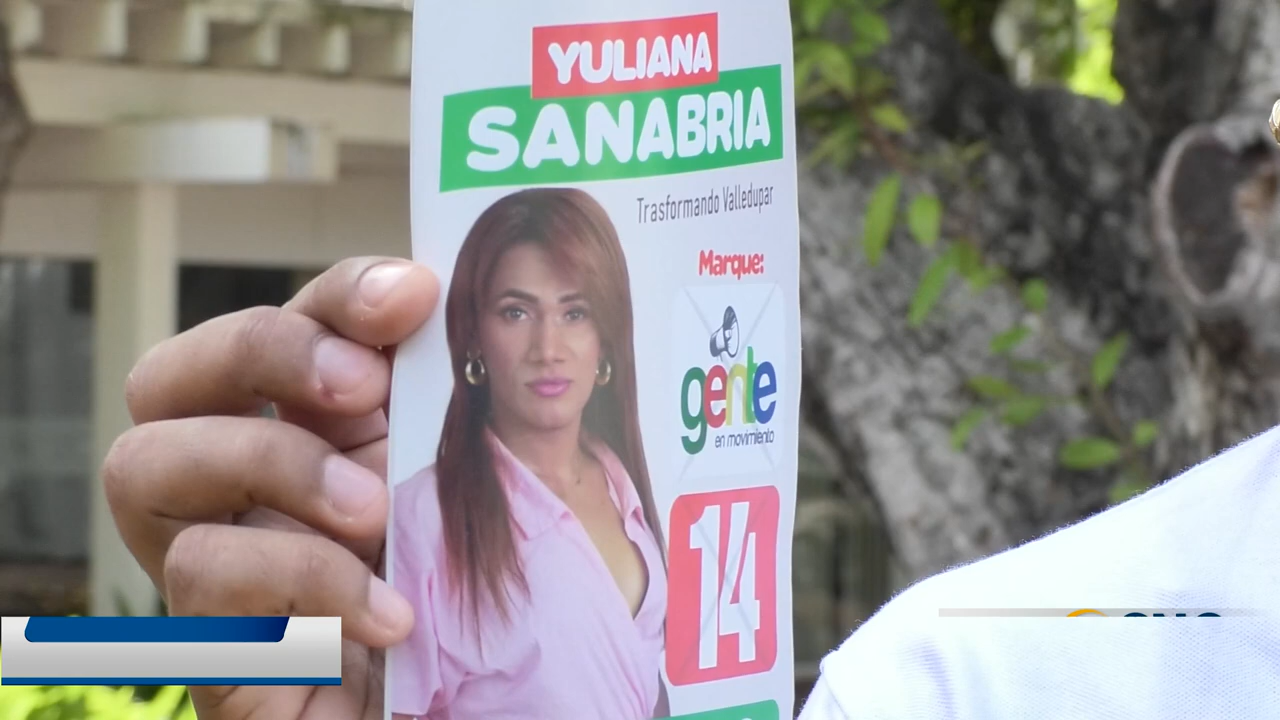 YULIANA
SANABRIA
Trasformando Valledupar
Marque:
gente
en movimiento
14